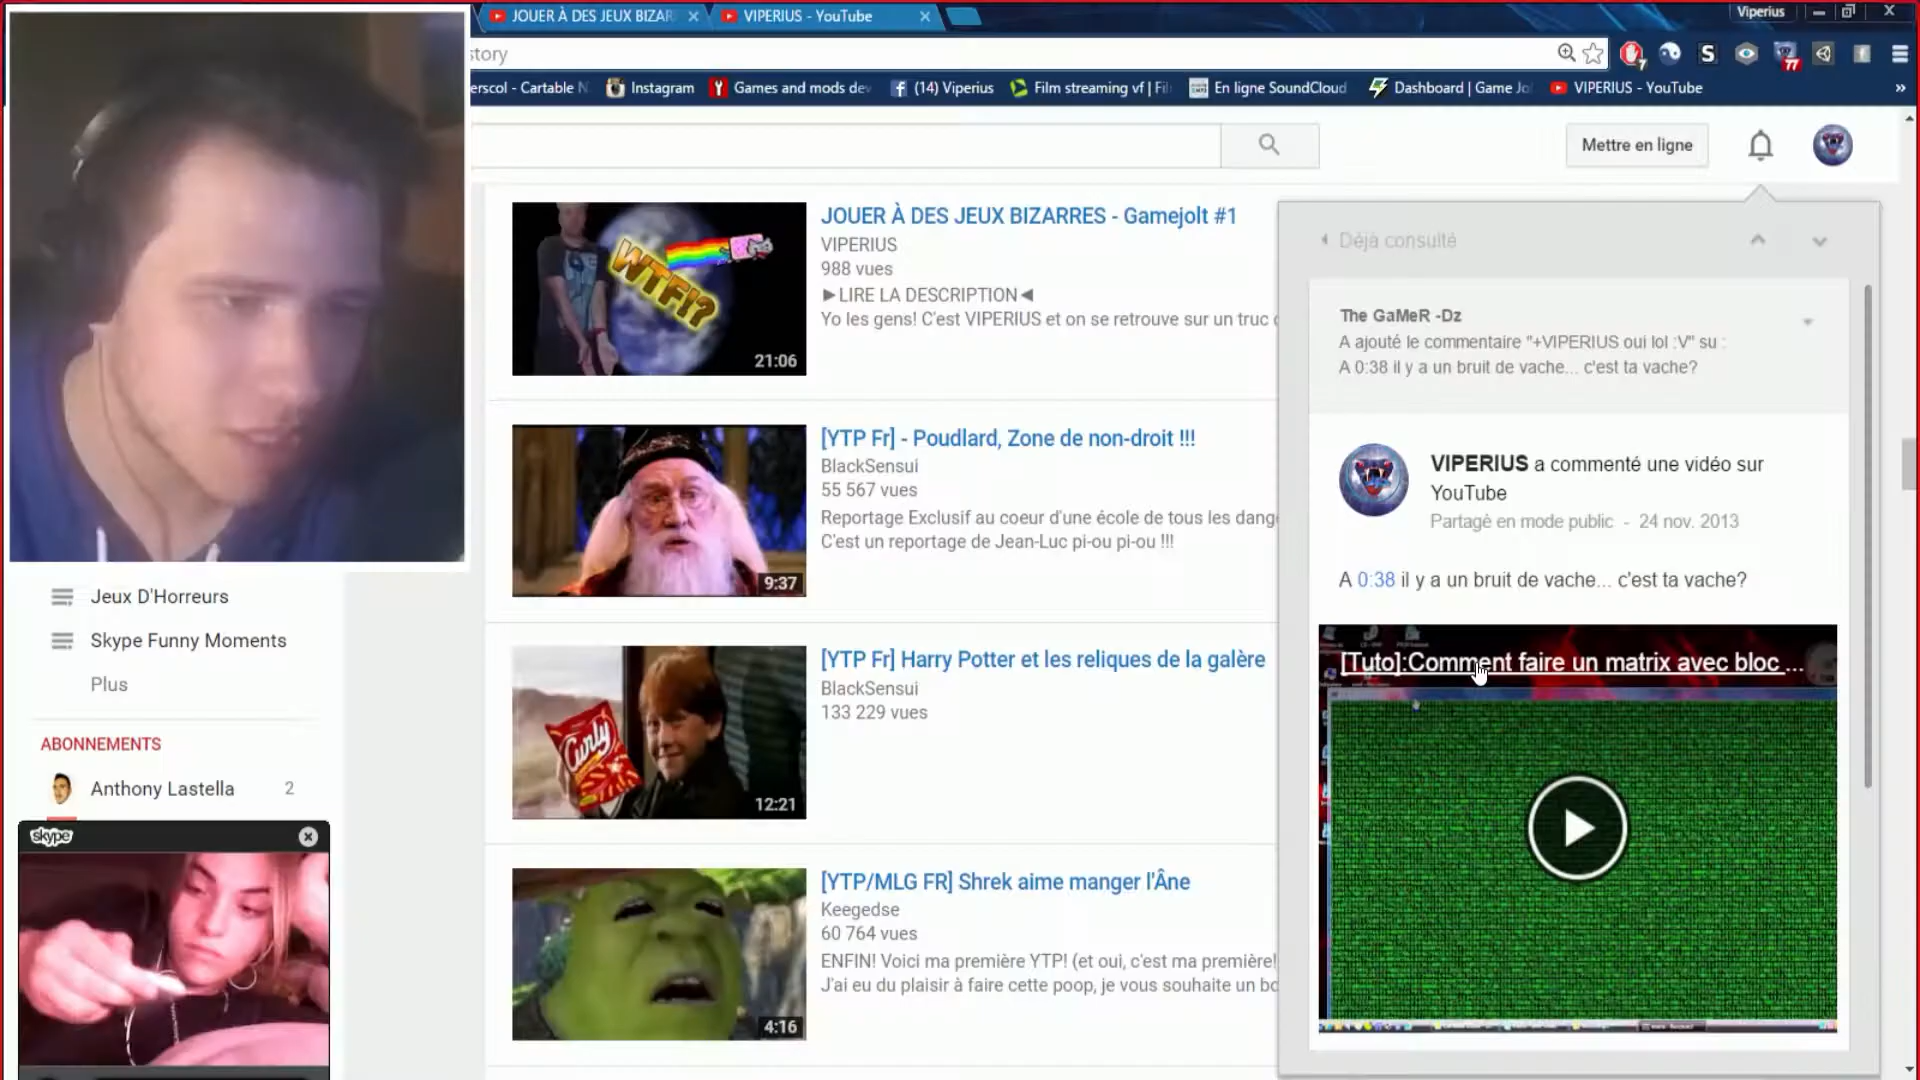 JOUER À DES JEUX BIZAR
VIPERIUS - YouTube
Viperius
story
7
S
77
erscol - Cartable N
Instagram
Games and mods dev
(14) Viperius
Film streaming vf | Fil
En ligne SoundCloud
Dashboard | Game Jo
VIPERIUS - YouTube
»
Mettre en ligne
JOUER À DES JEUX BIZARRES - Gamejolt #1
VIPERIUS
988 vues
►LIRE LA DESCRIPTION◄
Yo les gens! C'est VIPERIUS et on se retrouve sur un truc c
WTF!?
21:06
[YTP Fr] - Poudlard, Zone de non-droit !!!
BlackSensui
55 567 vues
Reportage Exclusif au coeur d'une école de tous les dang
C'est un reportage de Jean-Luc pi-ou pi-ou !!!
9:37
[YTP Fr] Harry Potter et les reliques de la galère
BlackSensui
133 229 vues
Curly
12:21
[YTP/MLG FR] Shrek aime manger l'Âne
Keegedse
60 764 vues
ENFIN! Voici ma première YTP! (et oui, c'est ma première!
J'ai eu du plaisir à faire cette poop, je vous souhaite un bo
4:16
Déjà consulté
The GaMeR -Dz
A ajouté le commentaire "+VIPERIUS oui lol :V" su :
A 0:38 il y a un bruit de vache... c'est ta vache?
VIPERIUS a commenté une vidéo sur
YouTube
Partagé en mode public - 24 nov. 2013
A 0:38 il y a un bruit de vache... c'est ta vache?
[Tuto]:Comment faire un matrix avec bloc ...
Jeux D'Horreurs
Skype Funny Moments
Plus
ABONNEMENTS
Anthony Lastella 2
skype